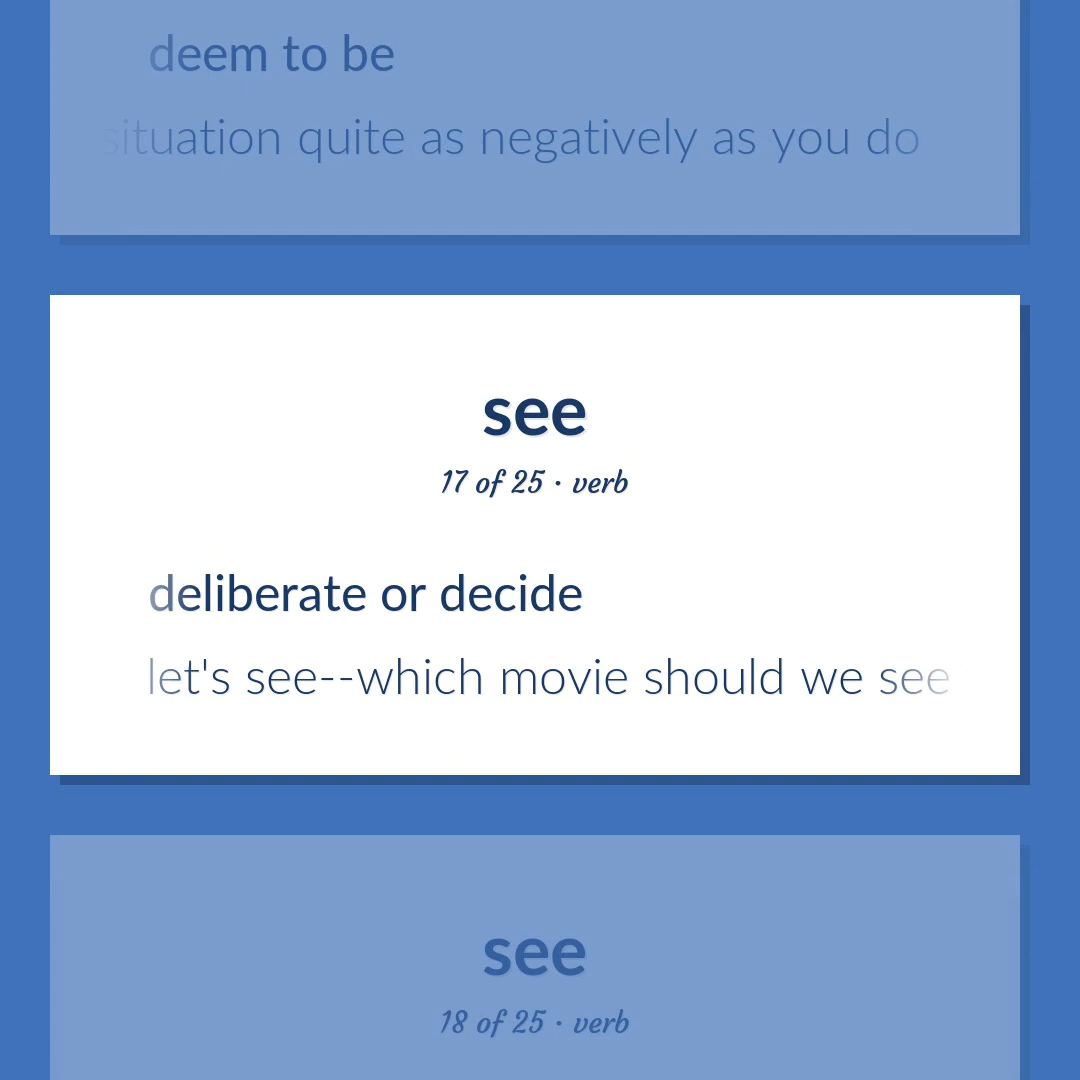 deem to be
situation quite as negatively as you do
see
17 of 25 · verb
deliberate or decide
let's see--which movie should we see
see
18 of 25 · verb